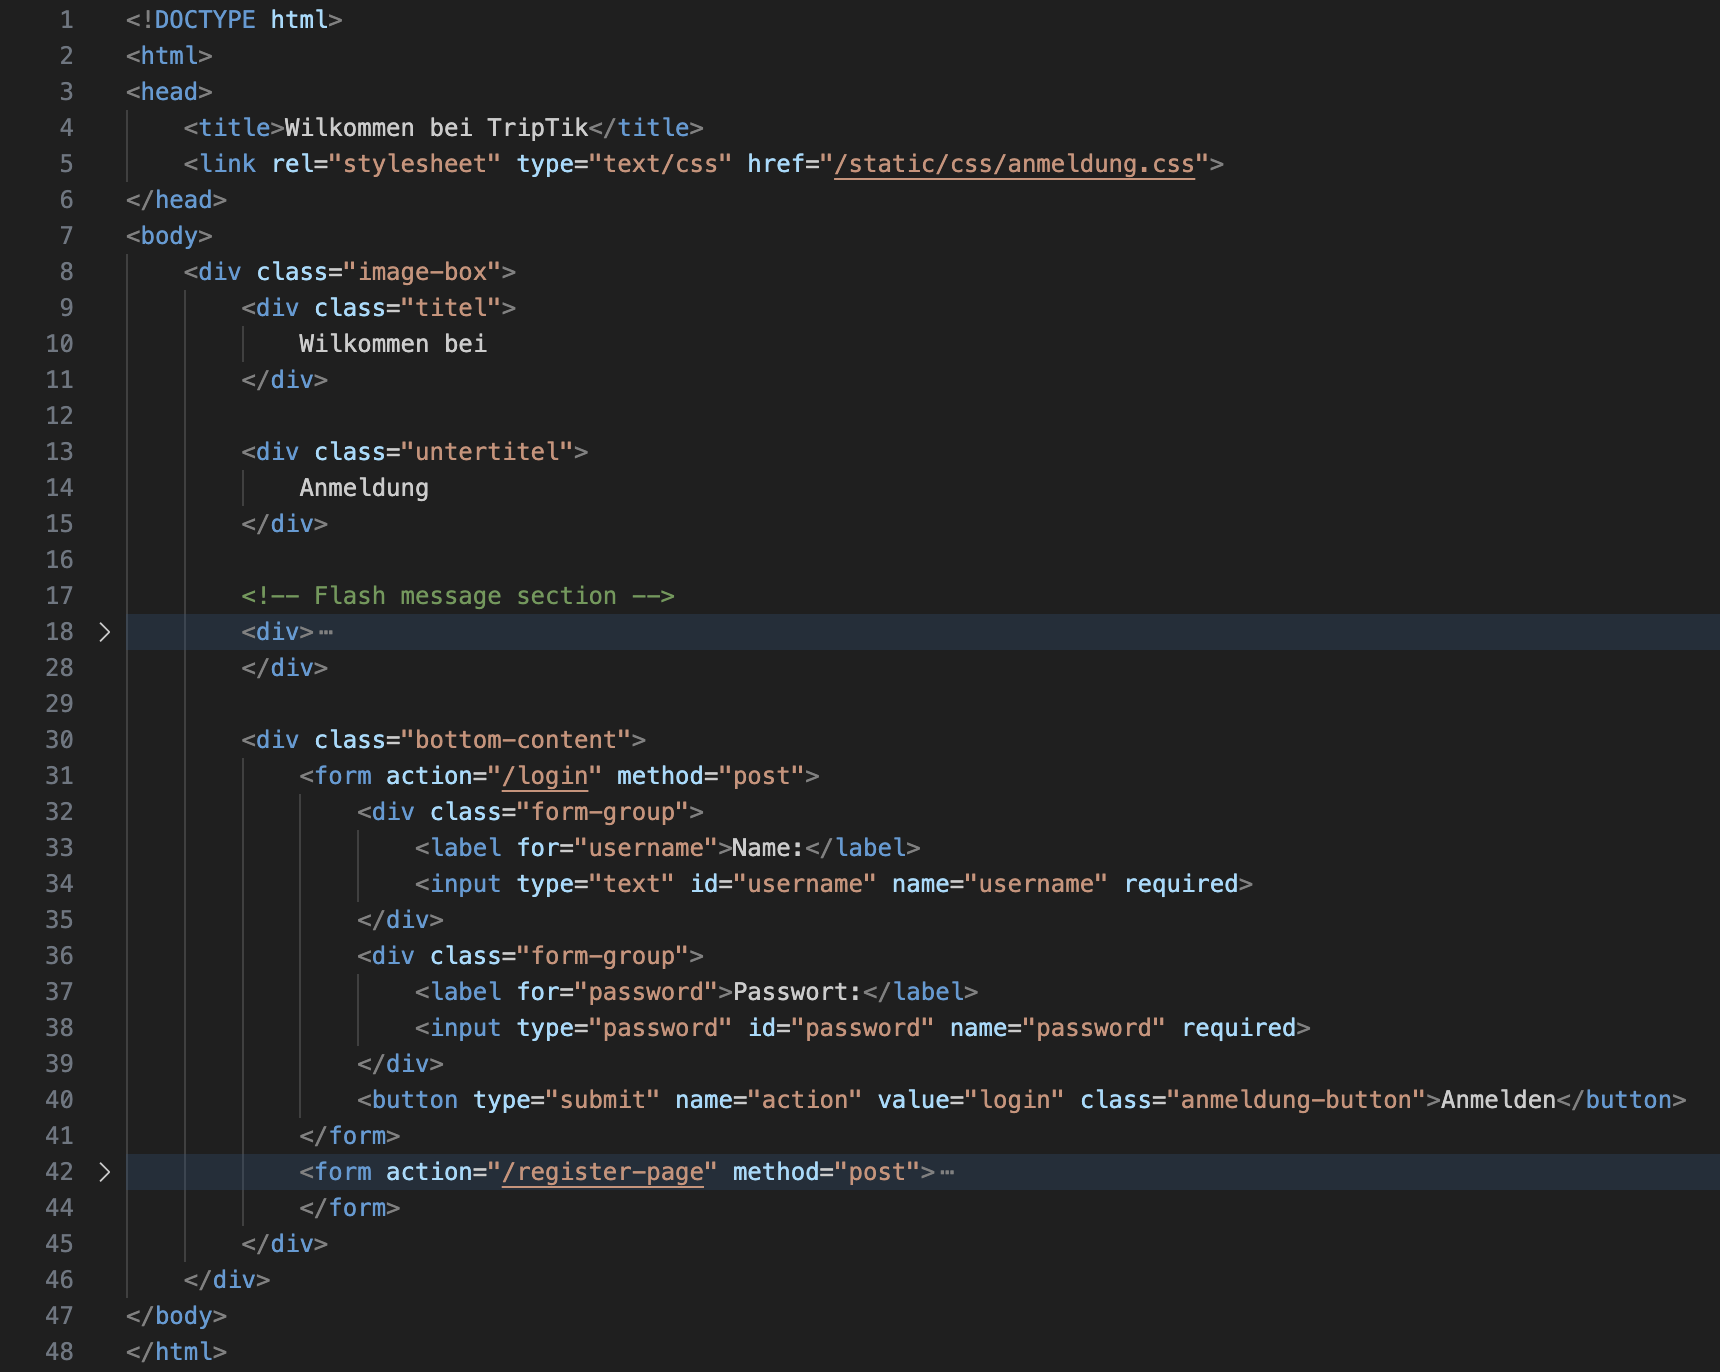 1 <!DOCTYPE html>
2 <html>
3 <head>
4 <title>Wilkommen bei TripTik</title>
5 <link rel="stylesheet" type="text/css" href="/static/css/anmeldung.css">
6 </head>
7 <body>
8 <div class="image-box">
9 <div class="titel">
10 Wilkommen bei
11 </div>
12
13 <div class="untertitel">
14 Anmeldung
15 </div>
16
17 <!-- Flash message section -->
18 <div>⋯
28 </div>
29
30 <div class="bottom-content">
31 <form action="/login" method="post">
32 <div class="form-group">
33 <label for="username">Name:</label>
34 <input type="text" id="username" name="username" required>
35 </div>
36 <div class="form-group">
37 <label for="password">Passwort:</label>
38 <input type="password" id="password" name="password" required>
39 </div>
40 <button type="submit" name="action" value="login" class="anmeldung-button">Anmelden</button>
41 </form>
42 <form action="/register-page" method="post">⋯
44 </form>
45 </div>
46 </div>
47 </body>
48 </html>